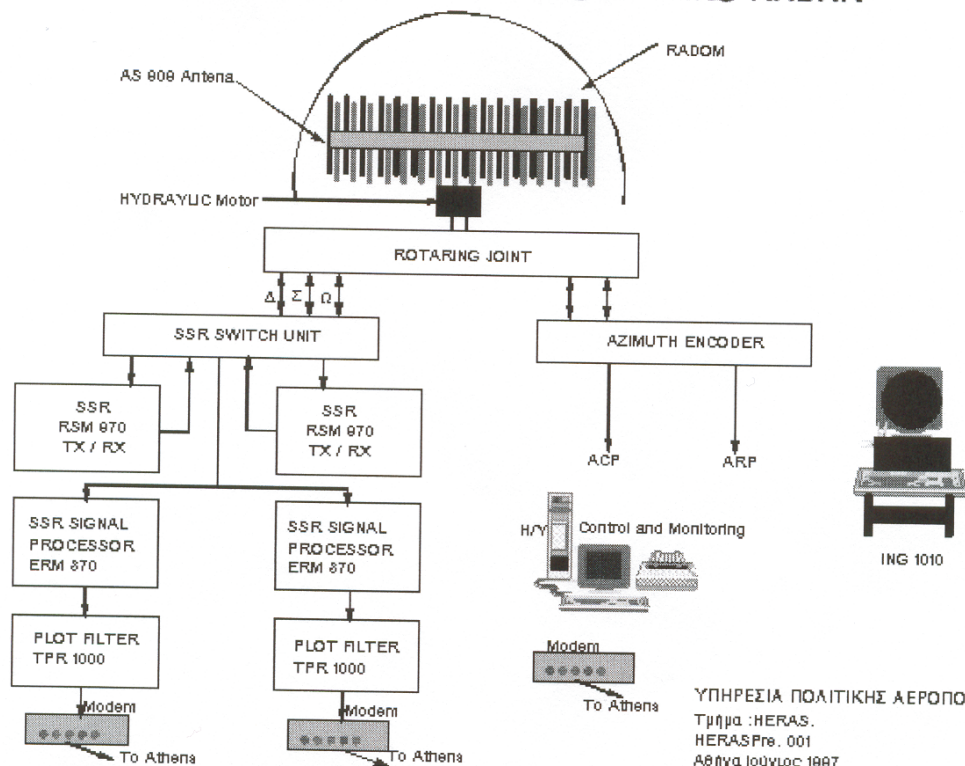 RADOM
AS 909 Antena
HYDRAYLIC Motor
ROTARING JOINT
Δ Σ Ω
SSR SWITCH UNIT
AZIMUTH ENCODER
SSR
RSM 970
TX / RX
SSR
RSM 970
TX / RX
ACP
ARP
SSR SIGNAL
PROCESSOR
ERM 870
SSR SIGNAL
PROCESSOR
ERM 870
H/Y
Control and Monitoring
ING 1010
PLOT FILTER
TPR 1000
PLOT FILTER
TPR 1000
Modem
To Athens
Modem
To Athens
Modem
To Athens
ΥΠΗΡΕΣΙΑ ΠΟΛΙΤΙΚΗΣ ΑΕΡΟΠΟ
Τμήμα :HERAS.
HERASPre. 001
Αθήνα Ιούνιος 1997